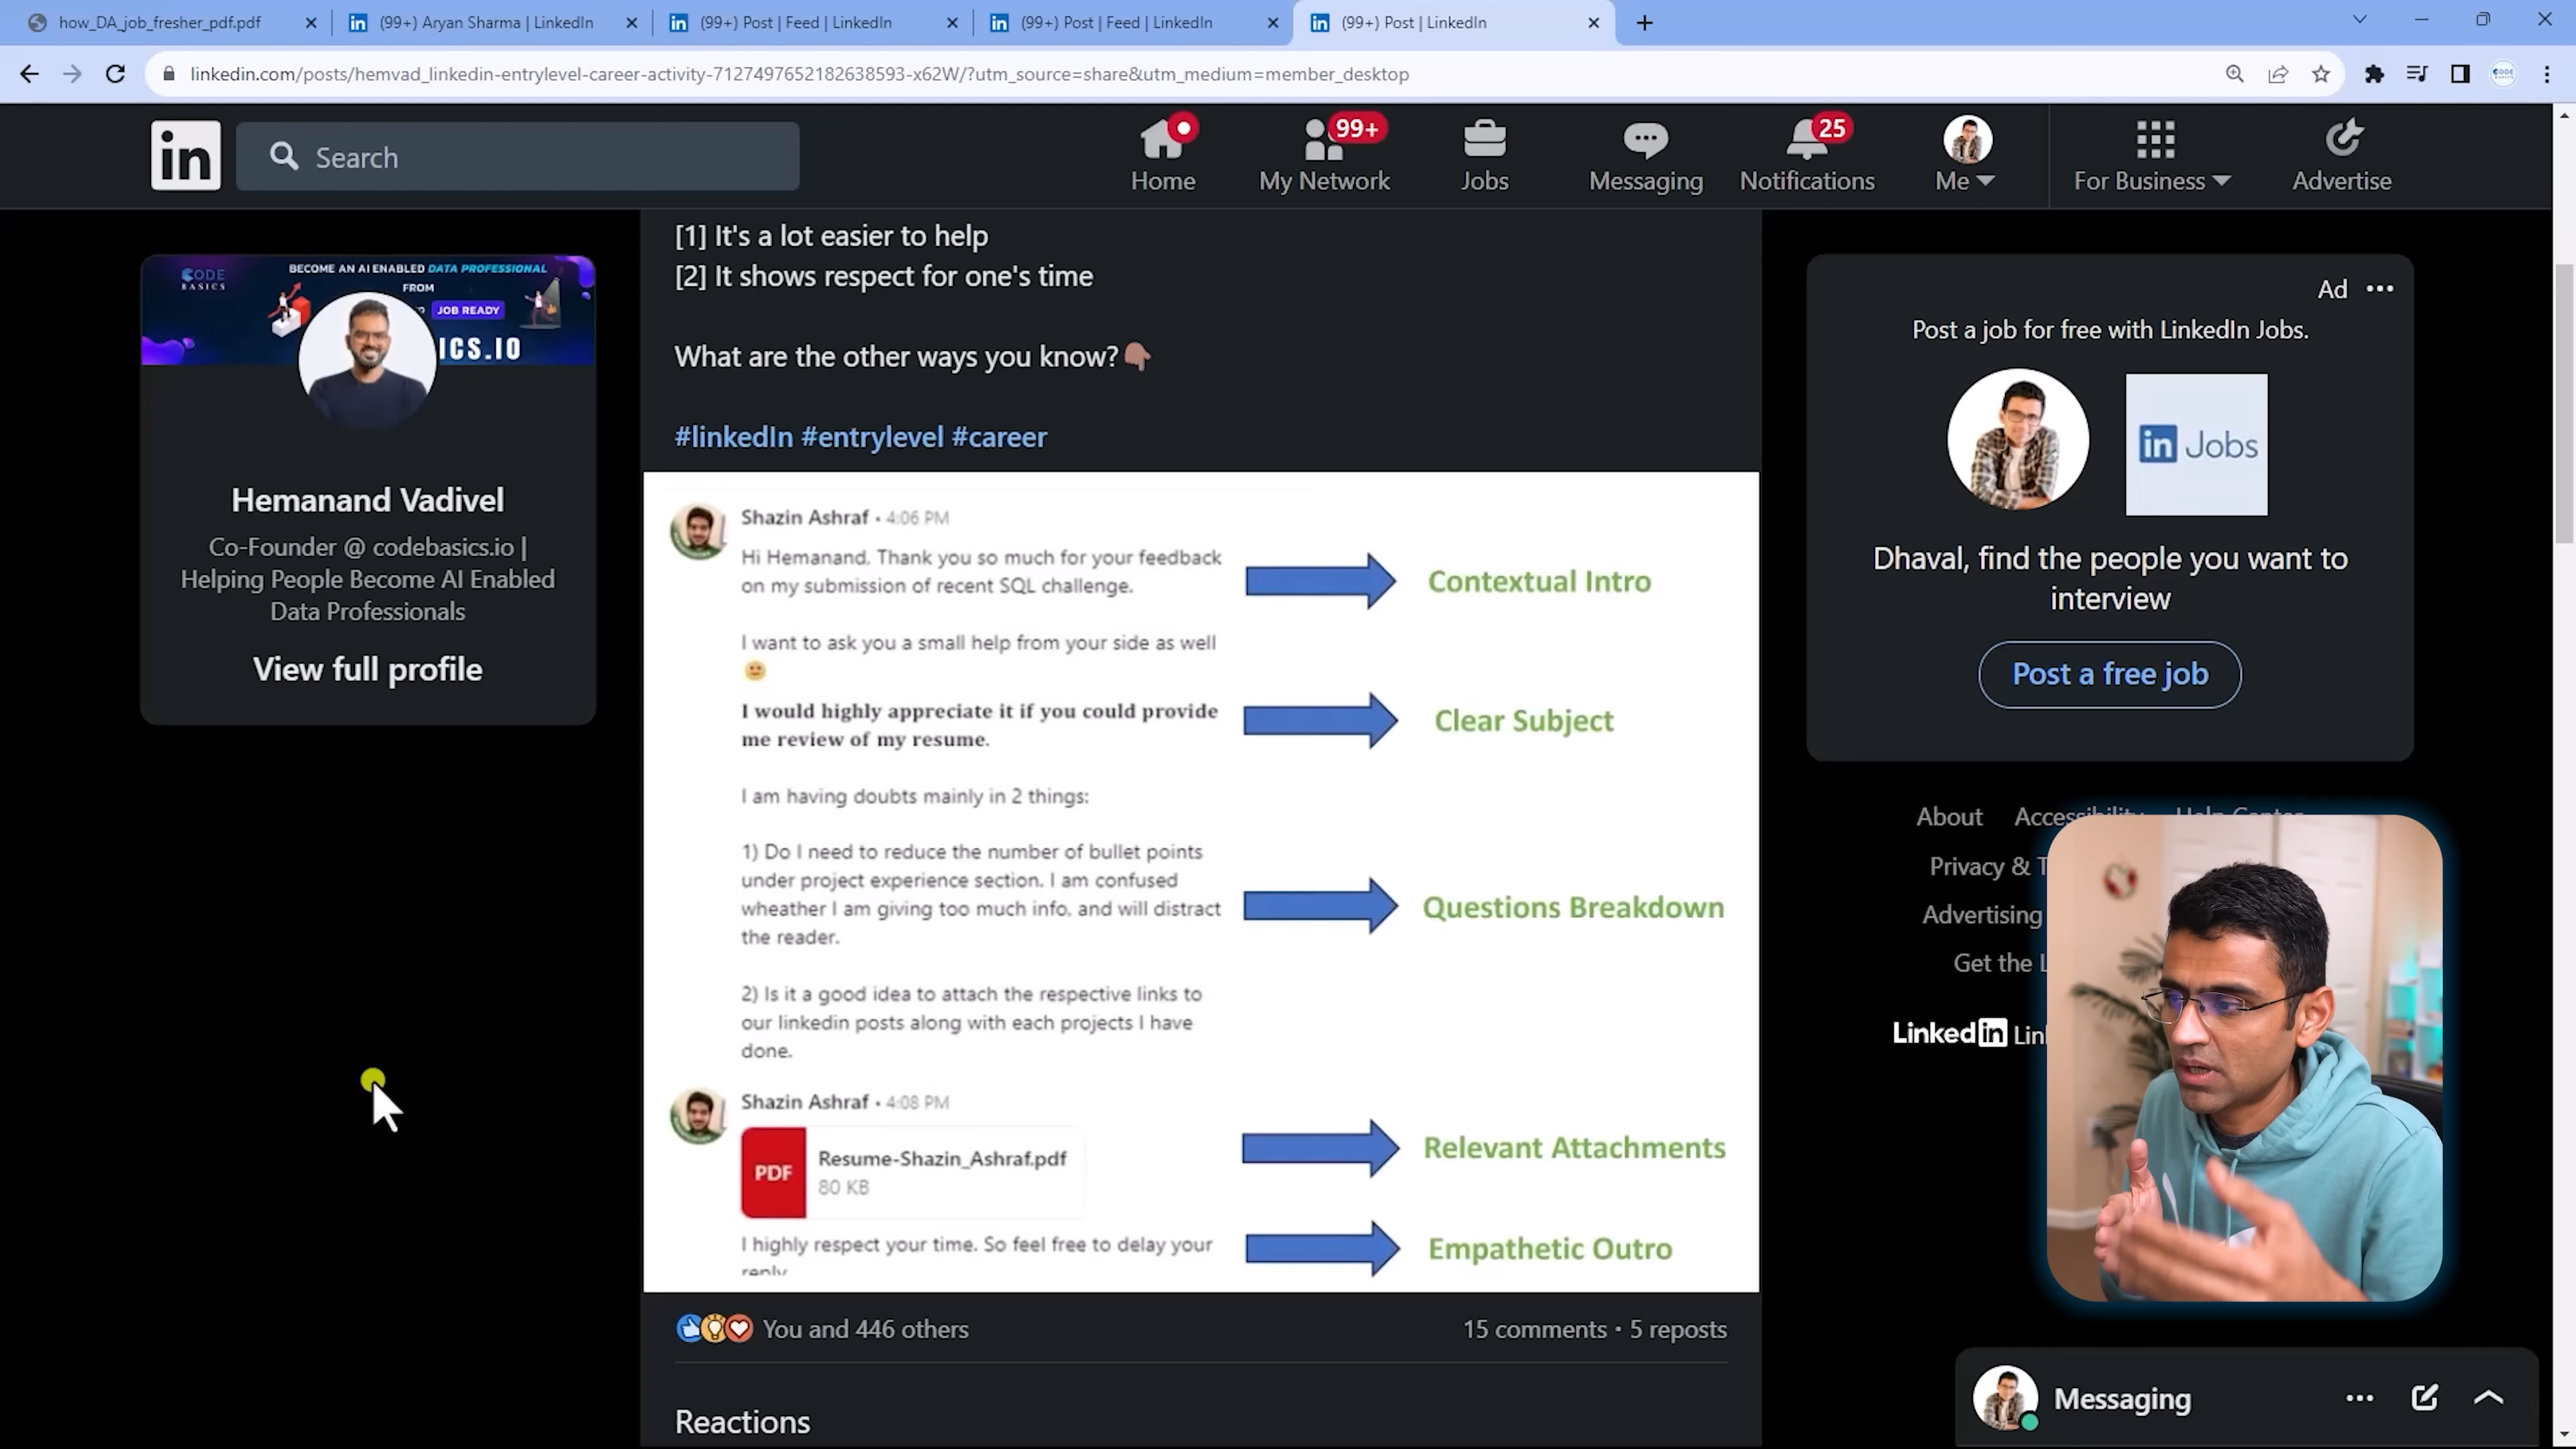 how_DA_job_fresher_pdf.pdf
(99+) Aryan Sharma | LinkedIn
(99+) Post | Feed | LinkedIn
(99+) Post | Feed | LinkedIn
(99+) Post | LinkedIn
linkedin.com/posts/hemvad_linkedin-entrylevel-career-activity-7127497652182638593-x62W/?utm_source=share&utm_medium=member_desktop
in
Search
Home
99+
My Network
Jobs
Messaging
25
Notifications
Me
For Business
Advertise
CODE
BASICS
BECOME AN AI ENABLED DATA PROFESSIONAL
FROM
JOB READY
ICS.IO
Hemanand Vadivel
Co-Founder @ codebasics.io |
Helping People Become AI Enabled
Data Professionals
View full profile
[1] It's a lot easier to help
[2] It shows respect for one's time
What are the other ways you know?
#linkedIn #entrylevel #career
Shazin Ashraf • 4:06 PM
Hi Hemanand, Thank you so much for your feedback
on my submission of recent SQL challenge.
Contextual Intro
I want to ask you a small help from your side as well
I would highly appreciate it if you could provide
me review of my resume.
Clear Subject
I am having doubts mainly in 2 things:
1) Do I need to reduce the number of bullet points
under project experience section. I am confused
wheather I am giving too much info, and will distract
the reader.
Questions Breakdown
2) Is it a good idea to attach the respective links to
our linkedin posts along with each projects I have
done.
Shazin Ashraf • 4:08 PM
PDF
Resume-Shazin_Ashraf.pdf
80 KB
Relevant Attachments
I highly respect your time. So feel free to delay your
reply
Empathetic Outro
You and 446 others
15 comments • 5 reposts
Reactions
Ad
Post a job for free with LinkedIn Jobs.
in Jobs
Dhaval, find the people you want to
interview
Post a free job
About
Accessibility
Help Center
Privacy & T
Advertising
Get the L
Linked in Lin
Messaging